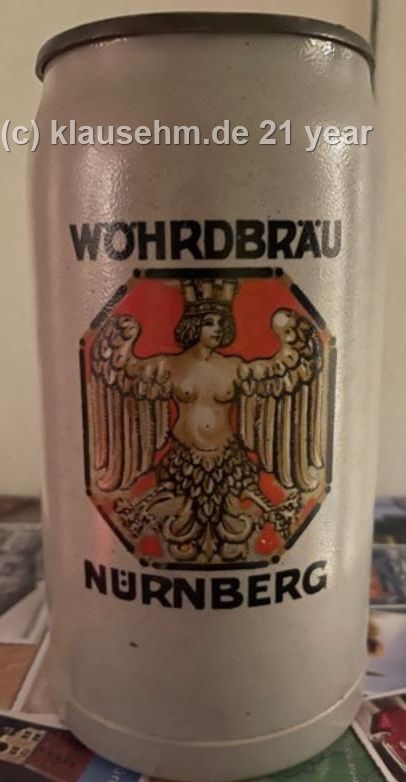 (c) klausehm.de 21 year
WÖHRDBRÄU
NÜRNBERG